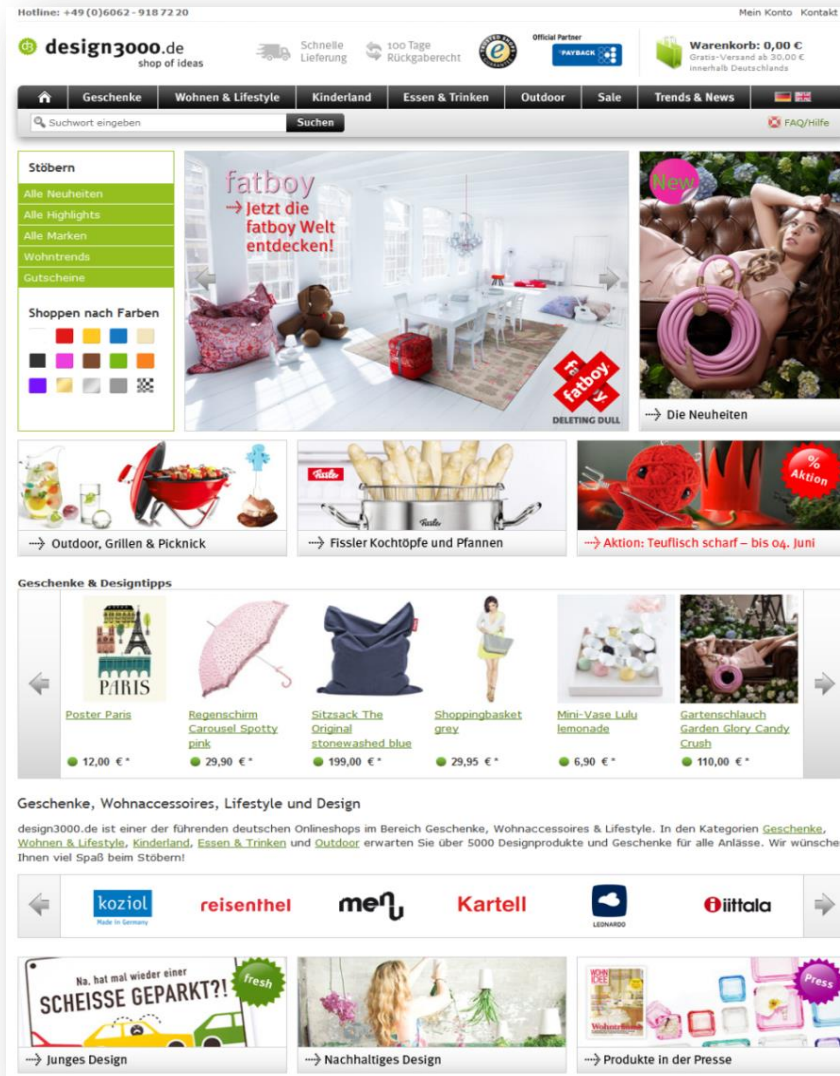 Hotline: +49 (0)6062 - 918 72 20
Mein Konto Kontakt
design3000.de
shop of ideas
Schnelle
Lieferung
100 Tage
Rückgaberecht
Official Partner
PAYBACK
Warenkorb: 0,00 €
Gratis-Versand ab 30,00 €
innerhalb Deutschlands
Geschenke Wohnen & Lifestyle Kinderland Essen & Trinken Outdoor Sale Trends & News
Suchwort eingeben Suchen
FAQ/Hilfe
Stöbern
Alle Neuheiten
Alle Highlights
Alle Marken
Wohntrends
Gutscheine
Shoppen nach Farben
fatboy
Jetzt die
fatboy Welt
entdecken!
fatboy.
DELETING DULL
New
Die Neuheiten
Outdoor, Grillen & Picknick
Fissler
Fissler
Fissler Kochtöpfe und Pfannen
%
Aktion
Aktion: Teuflisch scharf – bis 04. Juni
Geschenke & Designtipps
PARIS
Poster Paris
12,00 € *
Regenschirm
Carousel Spotty
pink
29,90 € *
Sitzsack The
Original
stonewashed blue
199,00 € *
Shoppingbasket
grey
29,95 € *
Mini-Vase Lulu
lemonade
6,90 € *
Gartenschlauch
Garden Glory Candy
Crush
110,00 € *
Geschenke, Wohnaccessoires, Lifestyle und Design
design3000.de ist einer der führenden deutschen Onlineshops im Bereich Geschenke, Wohnaccessoires & Lifestyle. In den Kategorien Geschenke,
Wohnen & Lifestyle, Kinderland, Essen & Trinken und Outdoor erwarten Sie über 5000 Designprodukte und Geschenke für alle Anlässe. Wir wünsche
Ihnen viel Spaß beim Stöbern!
koziol
Made in Germany
reisenthel
menu
Kartell
LEONARDO
iittala
Na, hat mal wieder einer
SCHEISSE GEPARKT?!
fresh
Junges Design
Nachhaltiges Design
WOHN
IDEE
Press
Produkte in der Presse